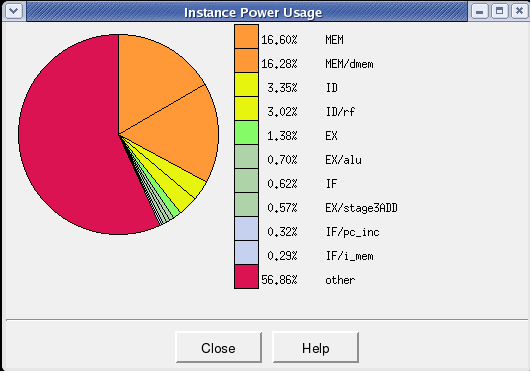 Instance Power Usage
16.60% MEM
16.28% MEM/dmem
3.35% ID
3.02% ID/rf
1.38% EX
0.70% EX/alu
0.62% IF
0.57% EX/stage3ADD
0.32% IF/pc_inc
0.29% IF/i_mem
56.86% other
Close Help